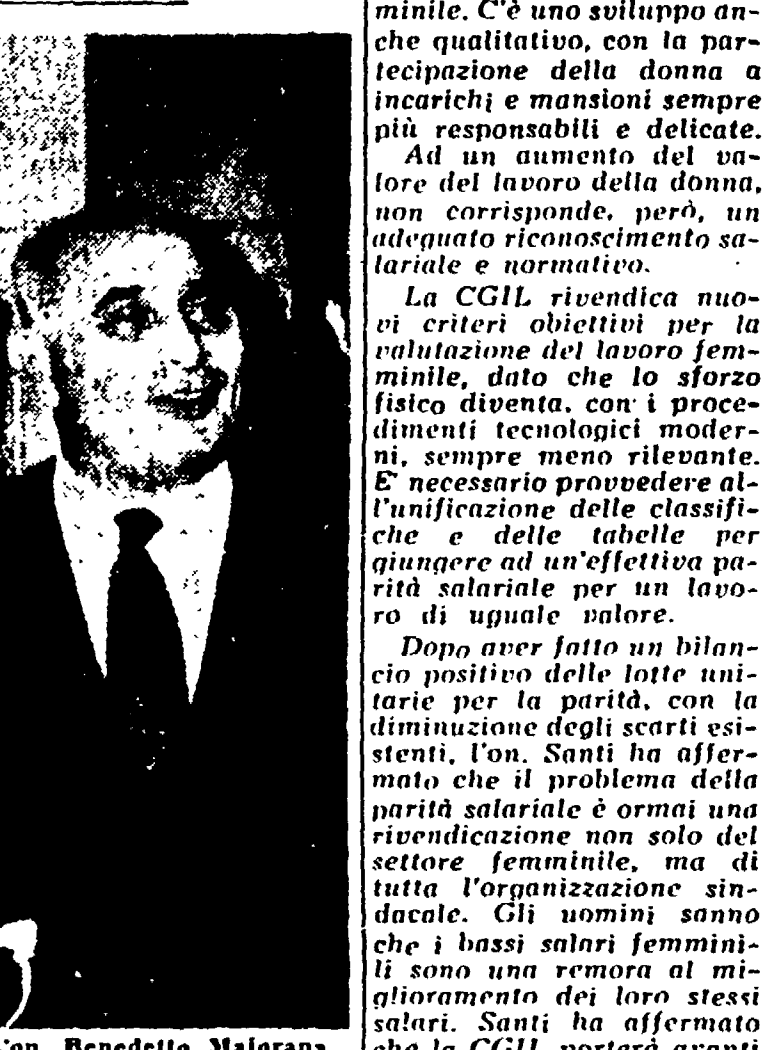 minile. C'è uno sviluppo an-
che qualitativo, con la par-
tecipazione della donna a
incarichi e mansioni sempre
più responsabili e delicate.
Ad un aumento del va-
lore del lavoro della donna,
non corrisponde, però, un
adeguato riconoscimento sa-
lariale e normativo.
La CGIL rivendica nuo-
vi criteri obiettivi per la
valutazione del lavoro fem-
minile, dato che lo sforzo
fisico diventa, con i proce-
dimenti tecnologici moder-
ni, sempre meno rilevante.
E' necessario provvedere al-
l'unificazione delle classifi-
che e delle tabelle per
giungere ad un'effettiva pa-
rità salariale per un lavo-
ro di uguale valore.
Dopo aver fatto un bilan-
cio positivo delle lotte uni-
tarie per la parità, con la
diminuzione degli scarti esi-
stenti, l'on. Santi ha affer-
mato che il problema della
parità salariale è ormai una
rivendicazione non solo del
settore femminile, ma di
tutta l'organizzazione sin-
dacale. Gli uomini sanno
che i bassi salari femmini-
li sono una remora al mi-
glioramento dei loro stessi
salari. Santi ha affermato
che la CGIL porterà avanti
L'on. Benedetto Majorana